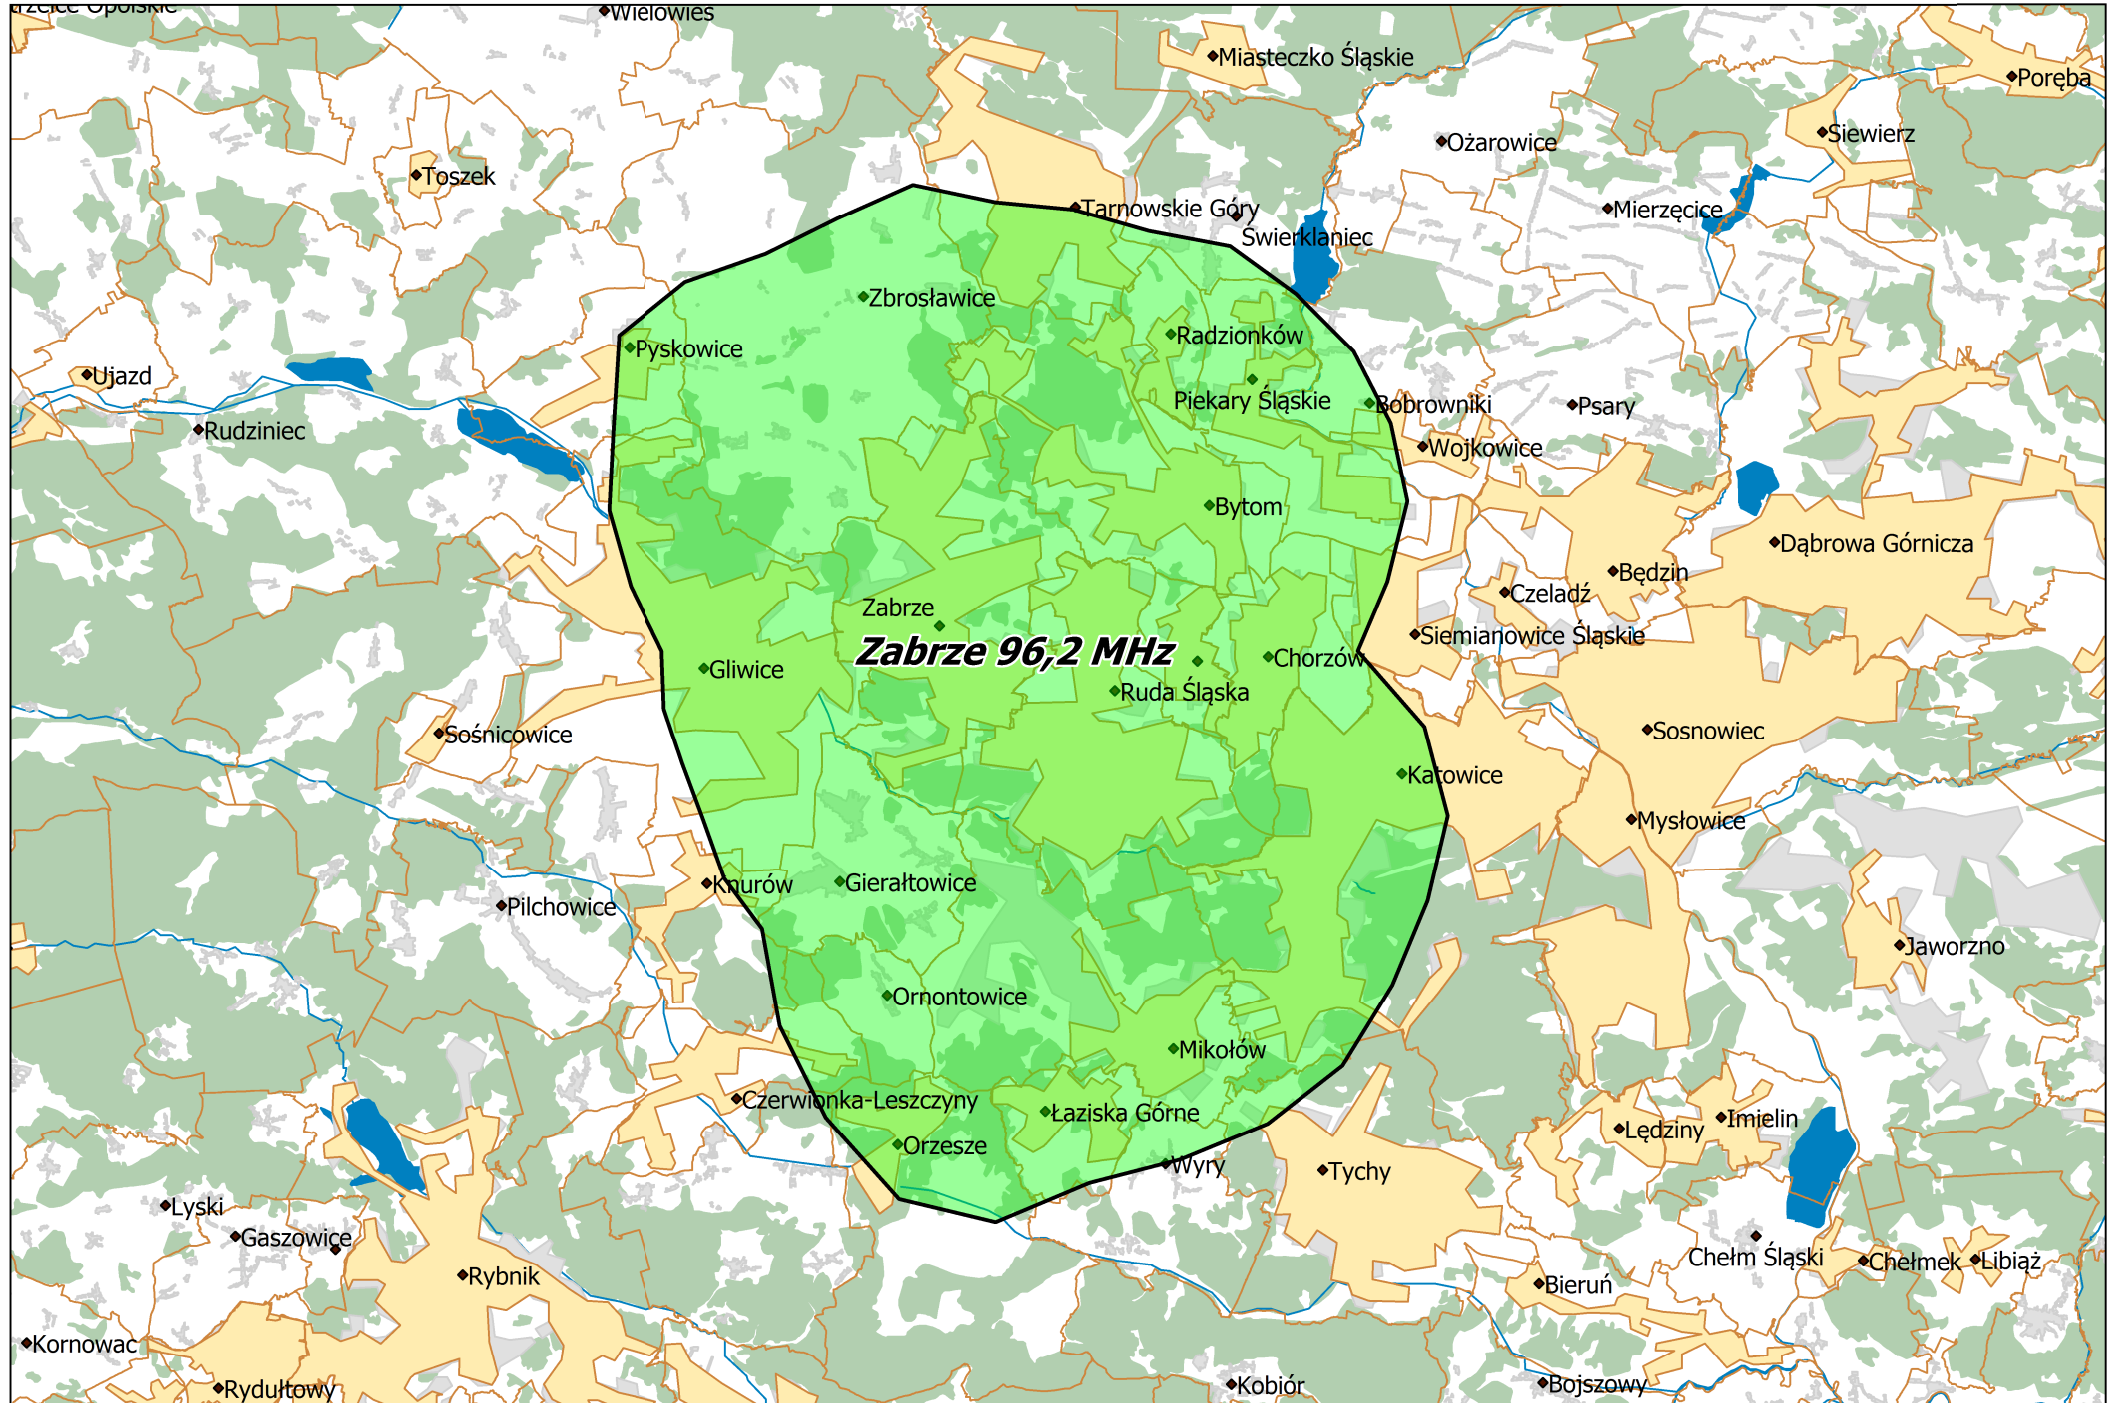 rzelce Opolskie
Wielowieś
Miasteczko Śląskie
Poręba
Siewierz
Ożarowice
Toszek
Tarnowskie Góry
Mierzęcice
Świerklaniec
Zbrosławice
Radzionków
Pyskowice
Ujazd
Piekary Śląskie
Bobrowniki
Psary
Rudziniec
Wojkowice
Bytom
Dąbrowa Górnicza
Będzin
Czeladź
Zabrze
Siemianowice Śląskie
Zabrze 96,2 MHz
Chorzów
Gliwice
Ruda Śląska
Sośnicowice
Sosnowiec
Katowice
Mysłowice
Knurów
Gierałtowice
Pilchowice
Jaworzno
Ornontowice
Mikołów
Czerwionka-Leszczyny
Łaziska Górne
Lędziny
Imielin
Orzesze
Wyry
Tychy
Lyski
Gaszowice
Chełm Śląski
Chełmek
Libiąż
Rybnik
Bieruń
Kornowac
Rydułtowy
Kobiór
Bojszowy